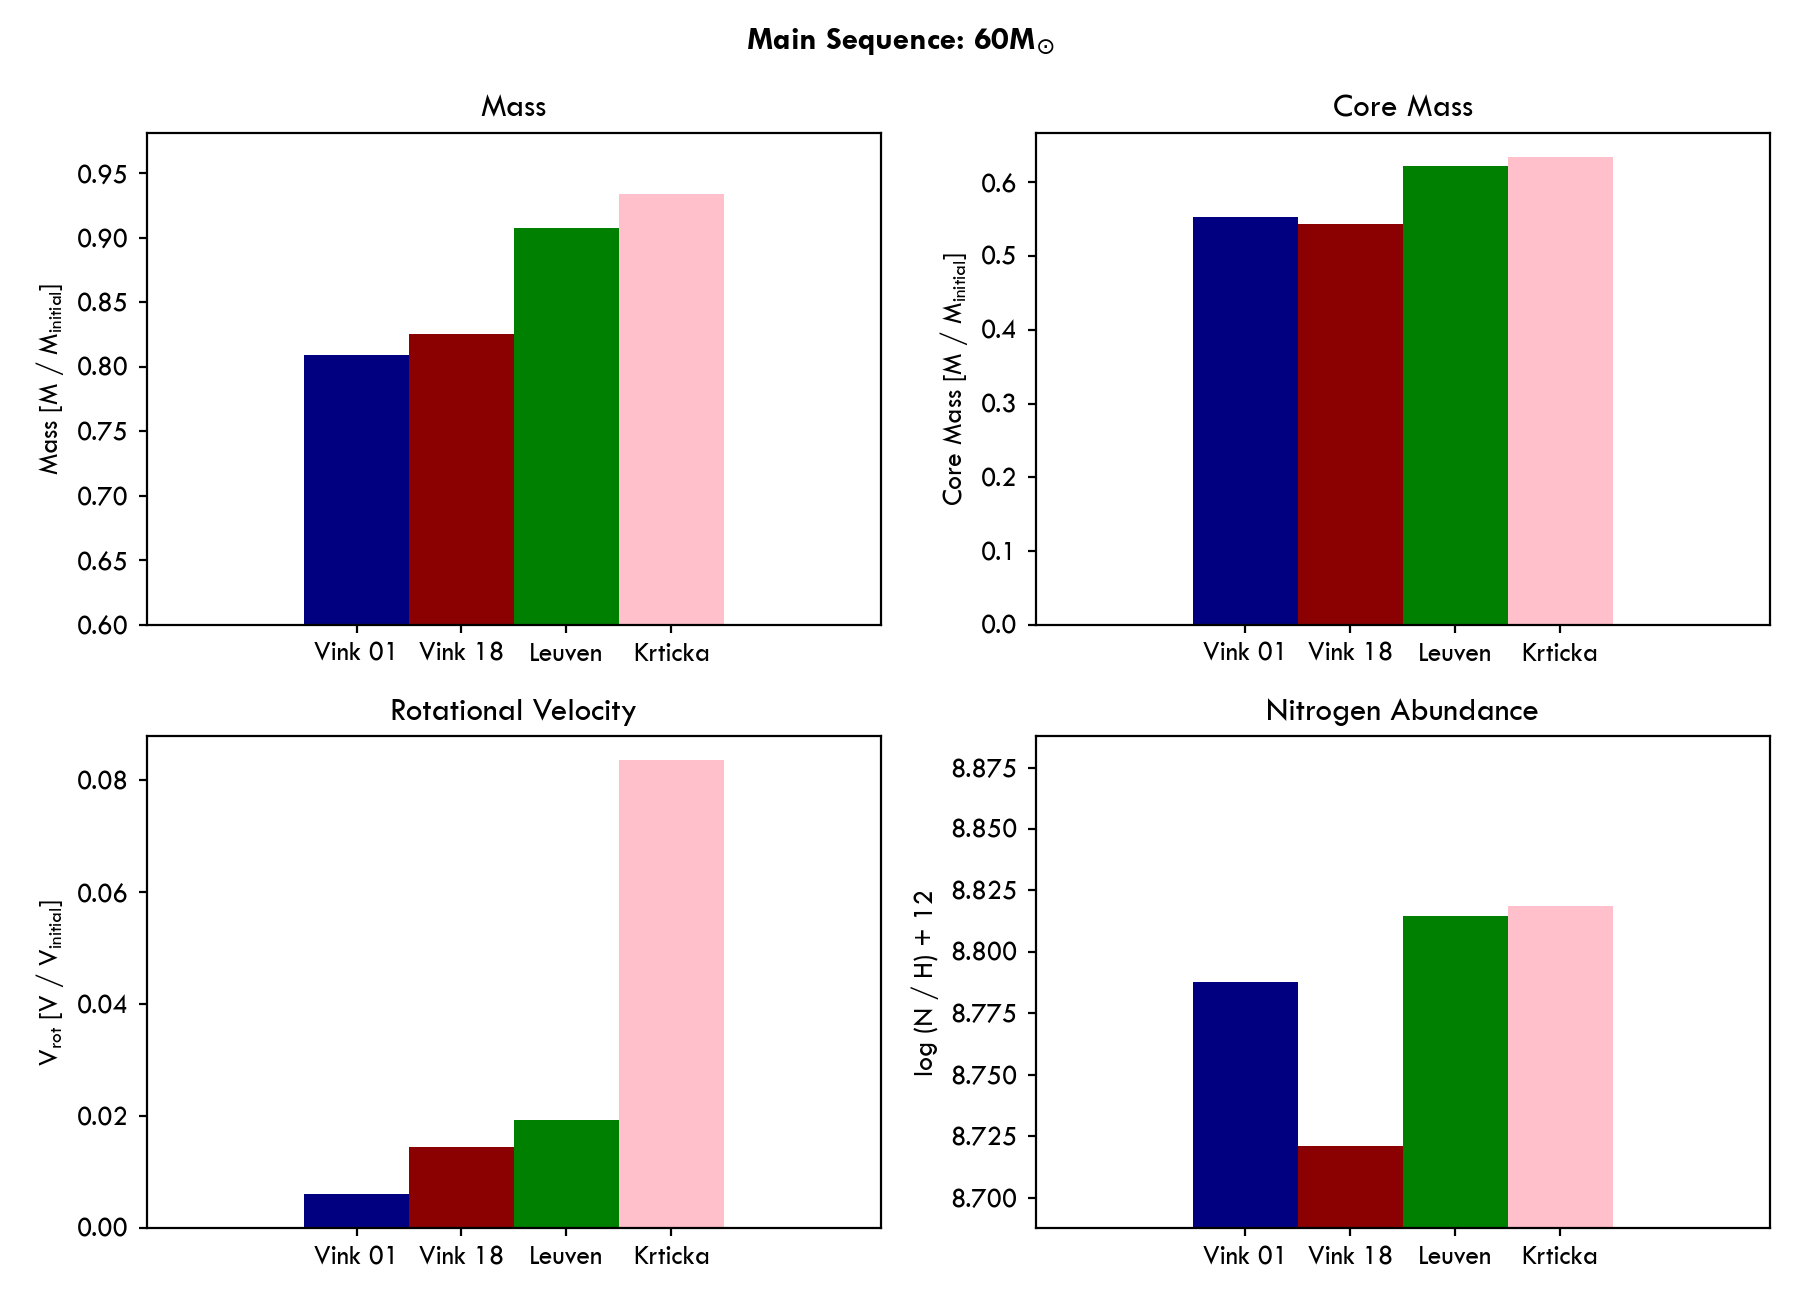 Main Sequence: 60M⊙
Mass
Mass [M / Minitial]
0.95
0.90
0.85
0.80
0.75
0.70
0.65
0.60
Vink 01 Vink 18 Leuven Krticka
Core Mass
Core Mass [M / Minitial]
0.6
0.5
0.4
0.3
0.2
0.1
0.0
Vink 01 Vink 18 Leuven Krticka
Rotational Velocity
Vrot [V / Vinitial]
0.08
0.06
0.04
0.02
0.00
Vink 01 Vink 18 Leuven Krticka
Nitrogen Abundance
log (N / H) + 12
8.875
8.850
8.825
8.800
8.775
8.750
8.725
8.700
Vink 01 Vink 18 Leuven Krticka